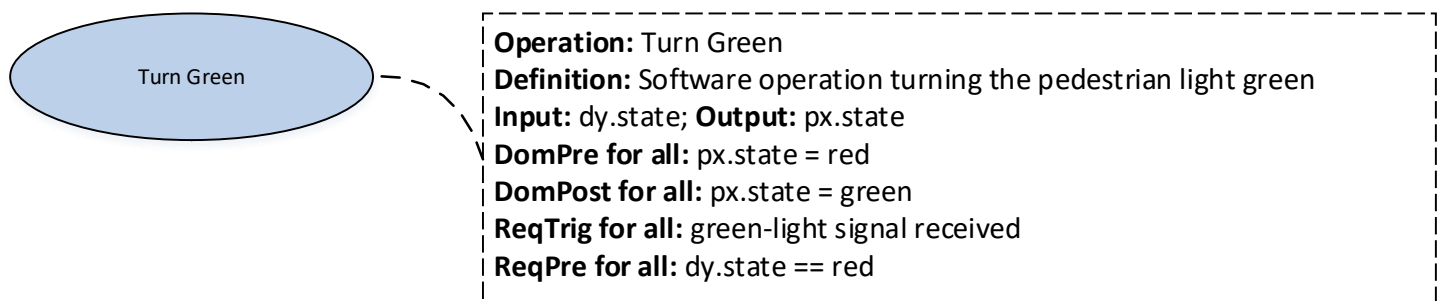 Turn Green
Operation: Turn Green
Definition: Software operation turning the pedestrian light green
Input: dy.state; Output: px.state
DomPre for all: px.state = red
DomPost for all: px.state = green
ReqTrig for all: green-light signal received
ReqPre for all: dy.state == red